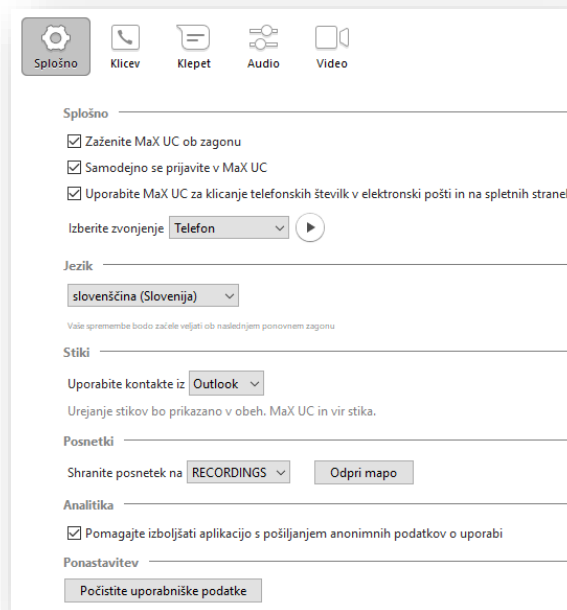 Splošno Klicev Klepet Audio Video
Splošno
Zaženite MaX UC ob zagonu
Samodejno se prijavite v MaX UC
Uporabite MaX UC za klicanje telefonskih številk v elektronski pošti in na spletnih
Izberite zvonjenje Telefon
Jezik
slovenščina (Slovenija)
Vaše spremembe bodo začele veljati ob naslednjem ponovnem zagonu
Stiki
Uporabite kontakte iz Outlook
Urejanje stikov bo prikazano v obeh. MaX UC in vir stika.
Posnetki
Shranite posnetek na RECORDINGS Odpri mapo
Analitika
Pomagajte izboljšati aplikacijo s pošiljanjem anonimnih podatkov o uporabi
Ponastavitev
Počistite uporabniške podatke